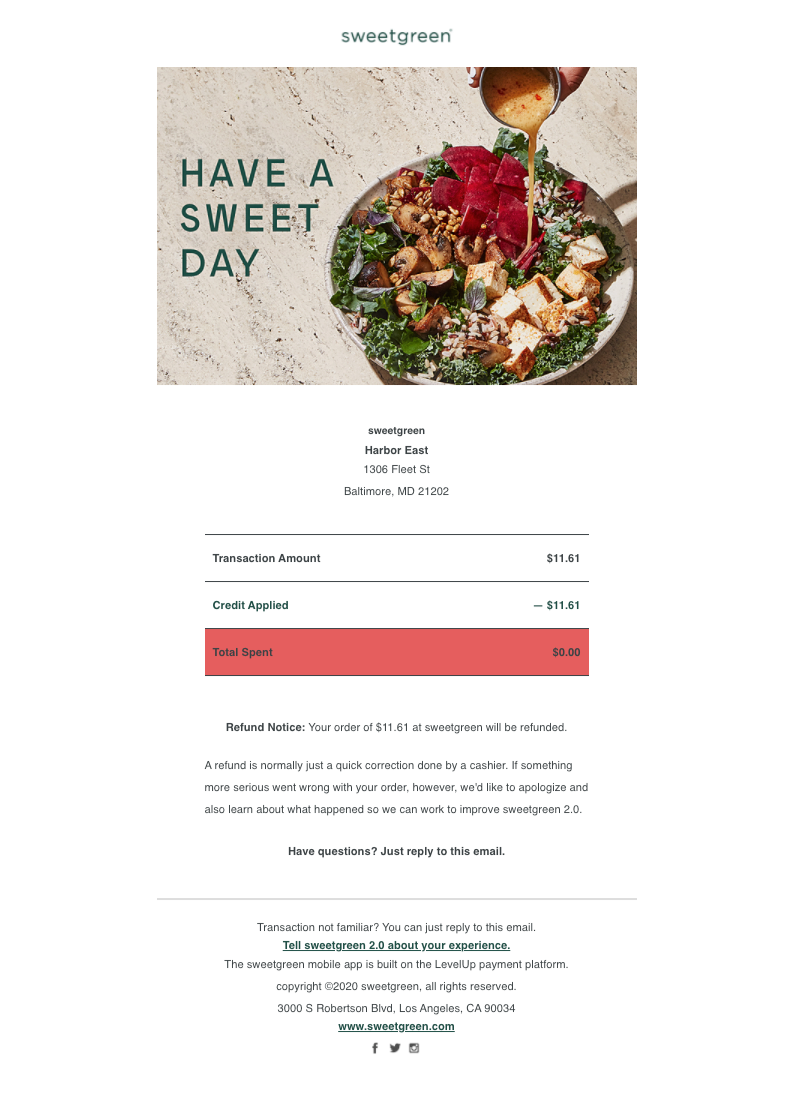 sweetgreen
HAVE A
SWEET
DAY
sweetgreen
Harbor East
1306 Fleet St
Baltimore, MD 21202
Transaction Amount $11.61
Credit Applied — $11.61
Total Spent $0.00
Refund Notice: Your order of $11.61 at sweetgreen will be refunded.
A refund is normally just a quick correction done by a cashier. If something
more serious went wrong with your order, however, we'd like to apologize and
also learn about what happened so we can work to improve sweetgreen 2.0.
Have questions? Just reply to this email.
Transaction not familiar? You can just reply to this email.
Tell sweetgreen 2.0 about your experience.
The sweetgreen mobile app is built on the LevelUp payment platform.
copyright ©2020 sweetgreen, all rights reserved.
3000 S Robertson Blvd, Los Angeles, CA 90034
www.sweetgreen.com